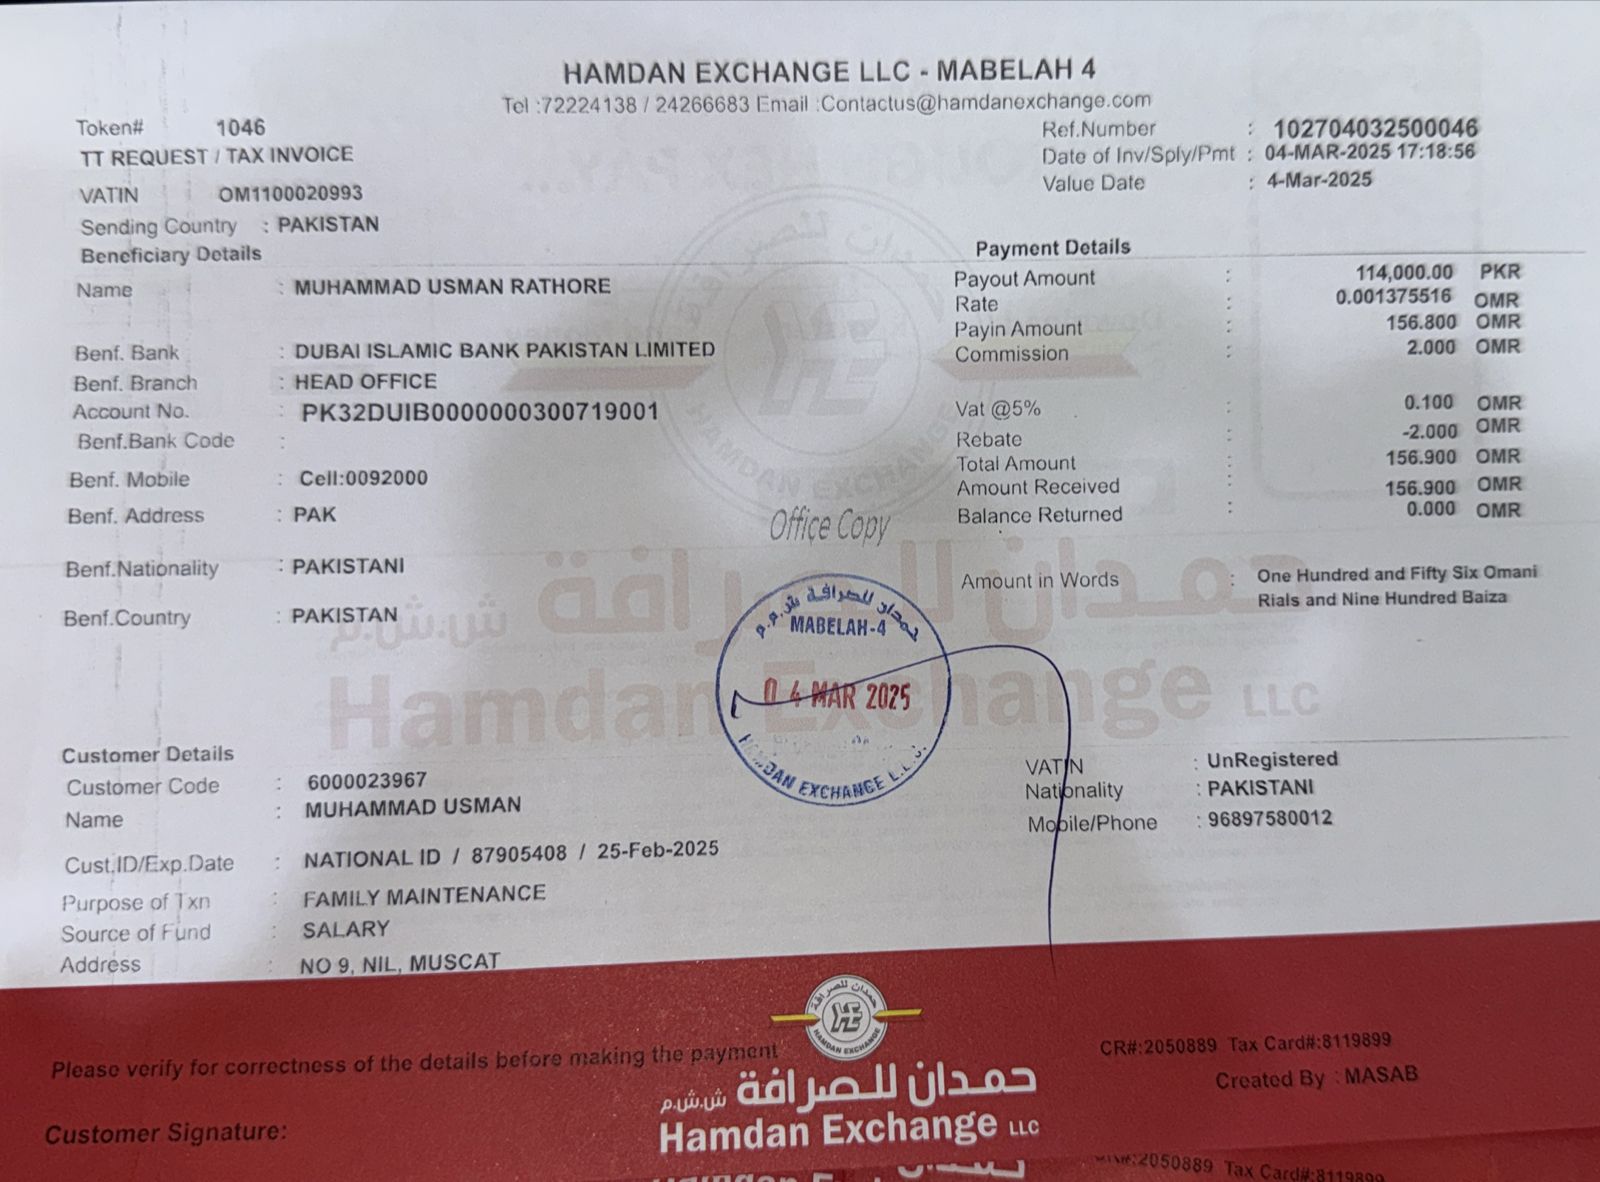 HAMDAN EXCHANGE LLC - MABELAH 4
Tel :72224138 / 24266683 Email :Contactus@hamdanexchange.com
Token# 1046
TT REQUEST / TAX INVOICE
VATIN OM1100020993
Sending Country : PAKISTAN
Ref.Number : 102704032500046
Date of Inv/Sply/Pmt : 04-MAR-2025 17:18:56
Value Date : 4-Mar-2025
Beneficiary Details
Name : MUHAMMAD USMAN RATHORE
Benf. Bank : DUBAI ISLAMIC BANK PAKISTAN LIMITED
Benf. Branch : HEAD OFFICE
Account No. : PK32DUIB0000000300719001
Benf.Bank Code :
Benf. Mobile : Cell:0092000
Benf. Address : PAK
Benf.Nationality : PAKISTANI
Benf.Country : PAKISTAN
Payment Details
Payout Amount : 114,000.00 PKR
Rate : 0.001375516 OMR
Payin Amount : 156.800 OMR
Commission : 2.000 OMR
Vat @5% : 0.100 OMR
Rebate : -2.000 OMR
Total Amount : 156.900 OMR
Amount Received : 156.900 OMR
Balance Returned : 0.000 OMR
Amount in Words : One Hundred and Fifty Six Omani
Rials and Nine Hundred Baiza
حمدان للصرافة
HAMDAN EXCHANGE
Office Copy
حمدان للصرافة ش.ش.م
Hamdan Exchange LLC
حمدان للصرافة ش.م.م
MABELAH-4
04 MAR 2025
HAMDAN EXCHANGE L.L.C.
Customer Details
Customer Code : 6000023967
Name : MUHAMMAD USMAN
Cust.ID/Exp.Date : NATIONAL ID / 87905408 / 25-Feb-2025
Purpose of Txn : FAMILY MAINTENANCE
Source of Fund : SALARY
Address : NO 9, NIL, MUSCAT
VATIN : UnRegistered
Nationality : PAKISTANI
Mobile/Phone : 96897580012
Please verify for correctness of the details before making the payment
Customer Signature:
حمدان للصرافة
HAMDAN EXCHANGE
حمدان للصرافة ش.ش.م
Hamdan Exchange LLC
CR#:2050889 Tax Card#:8119899
Created By : MASAB
CR#:2050889 Tax Card#:8119899